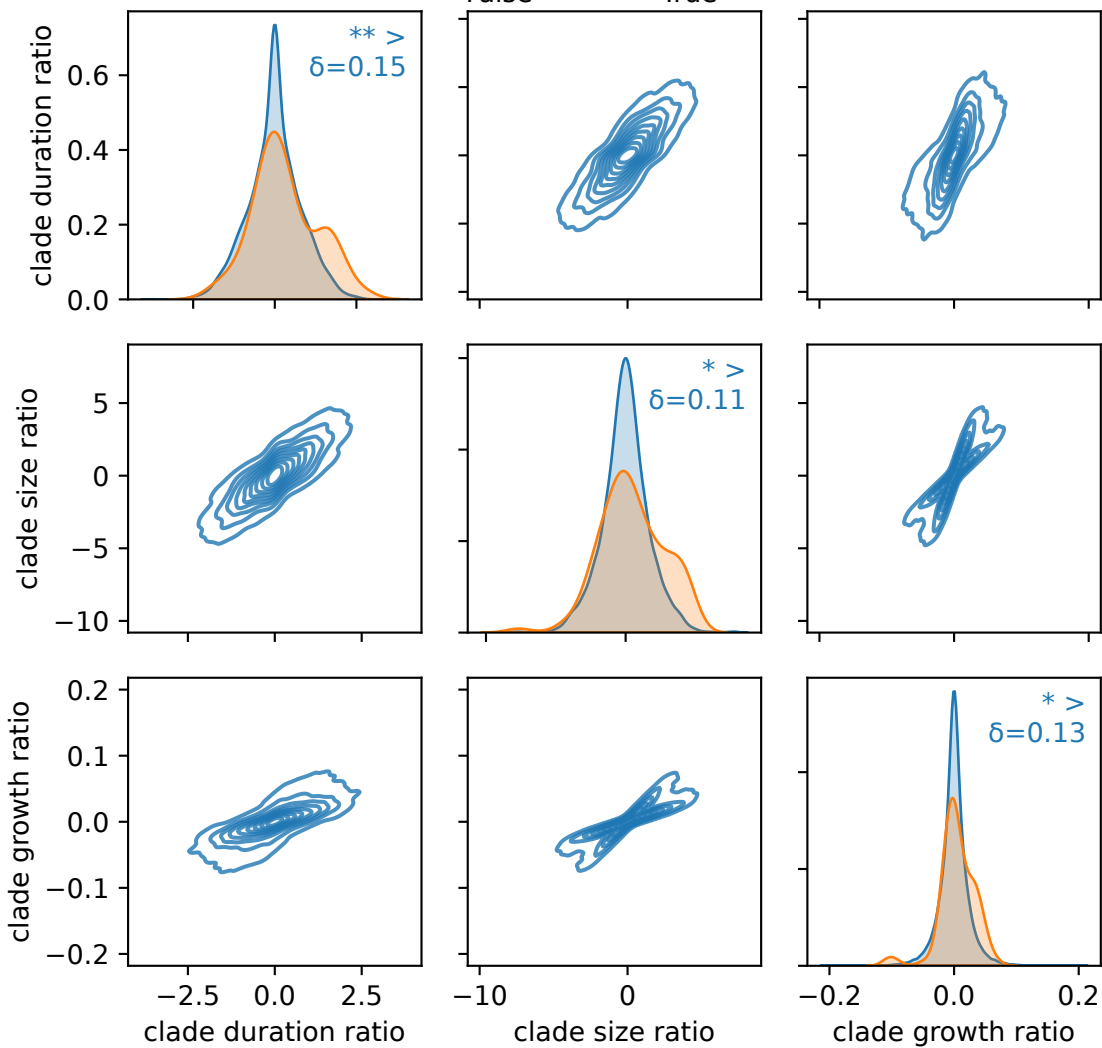 True
clade duration ratio
0.6
0.4
0.2
0.0
** >
δ=0.15
clade size ratio
5
0
−5
−10
* >
δ=0.11
clade growth ratio
0.2
0.1
0.0
−0.1
−0.2
* >
δ=0.13
−2.5 0.0 2.5
−10 0
−0.2 0.0 0.2
clade duration ratio
clade size ratio
clade growth ratio